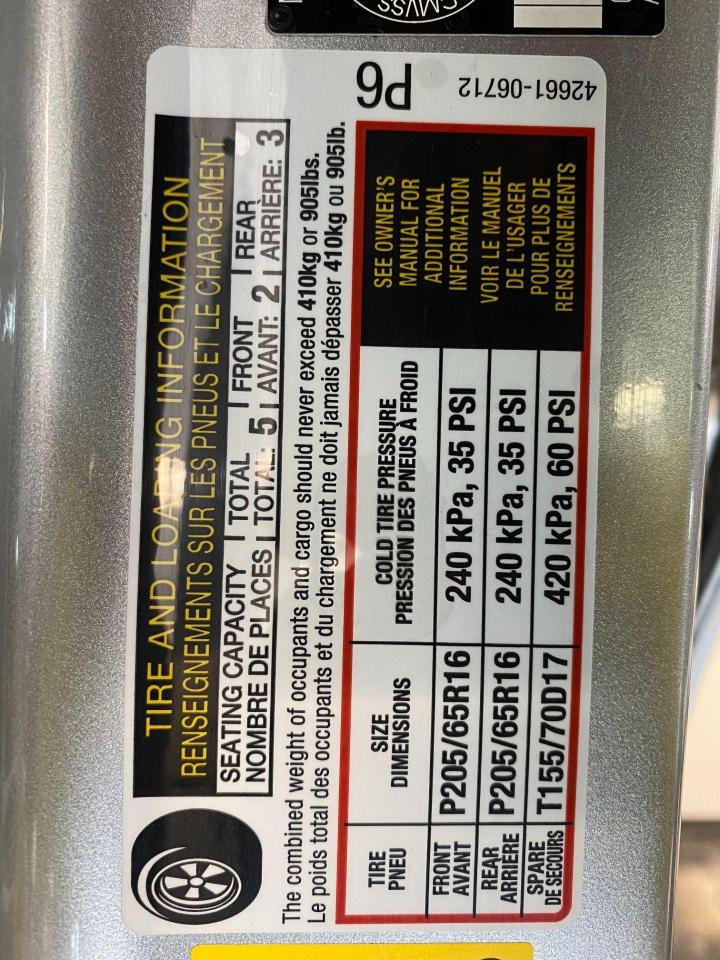 CMVSS
TIRE AND LOADING INFORMATION
RENSEIGNEMENTS SUR LES PNEUS ET LE CHARGEMENT
SEATING CAPACITY | TOTAL | FRONT | REAR
NOMBRE DE PLACES | TOTAL: 5 | AVANT: 2 | ARRIÈRE: 3
The combined weight of occupants and cargo should never exceed 410kg or 905lbs.
Le poids total des occupants et du chargement ne doit jamais dépasser 410kg ou 905lb.
TIRE
PNEU
SIZE
DIMENSIONS
COLD TIRE PRESSURE
PRESSION DES PNEUS À FROID
FRONT
AVANT
P205/65R16
240 kPa, 35 PSI
REAR
ARRIÈRE
P205/65R16
240 kPa, 35 PSI
SPARE
DE SECOURS
T155/70D17
420 kPa, 60 PSI
SEE OWNER'S
MANUAL FOR
ADDITIONAL
INFORMATION
VOIR LE MANUEL
DE L'USAGER
POUR PLUS DE
RENSEIGNEMENTS
P6
42661-06712